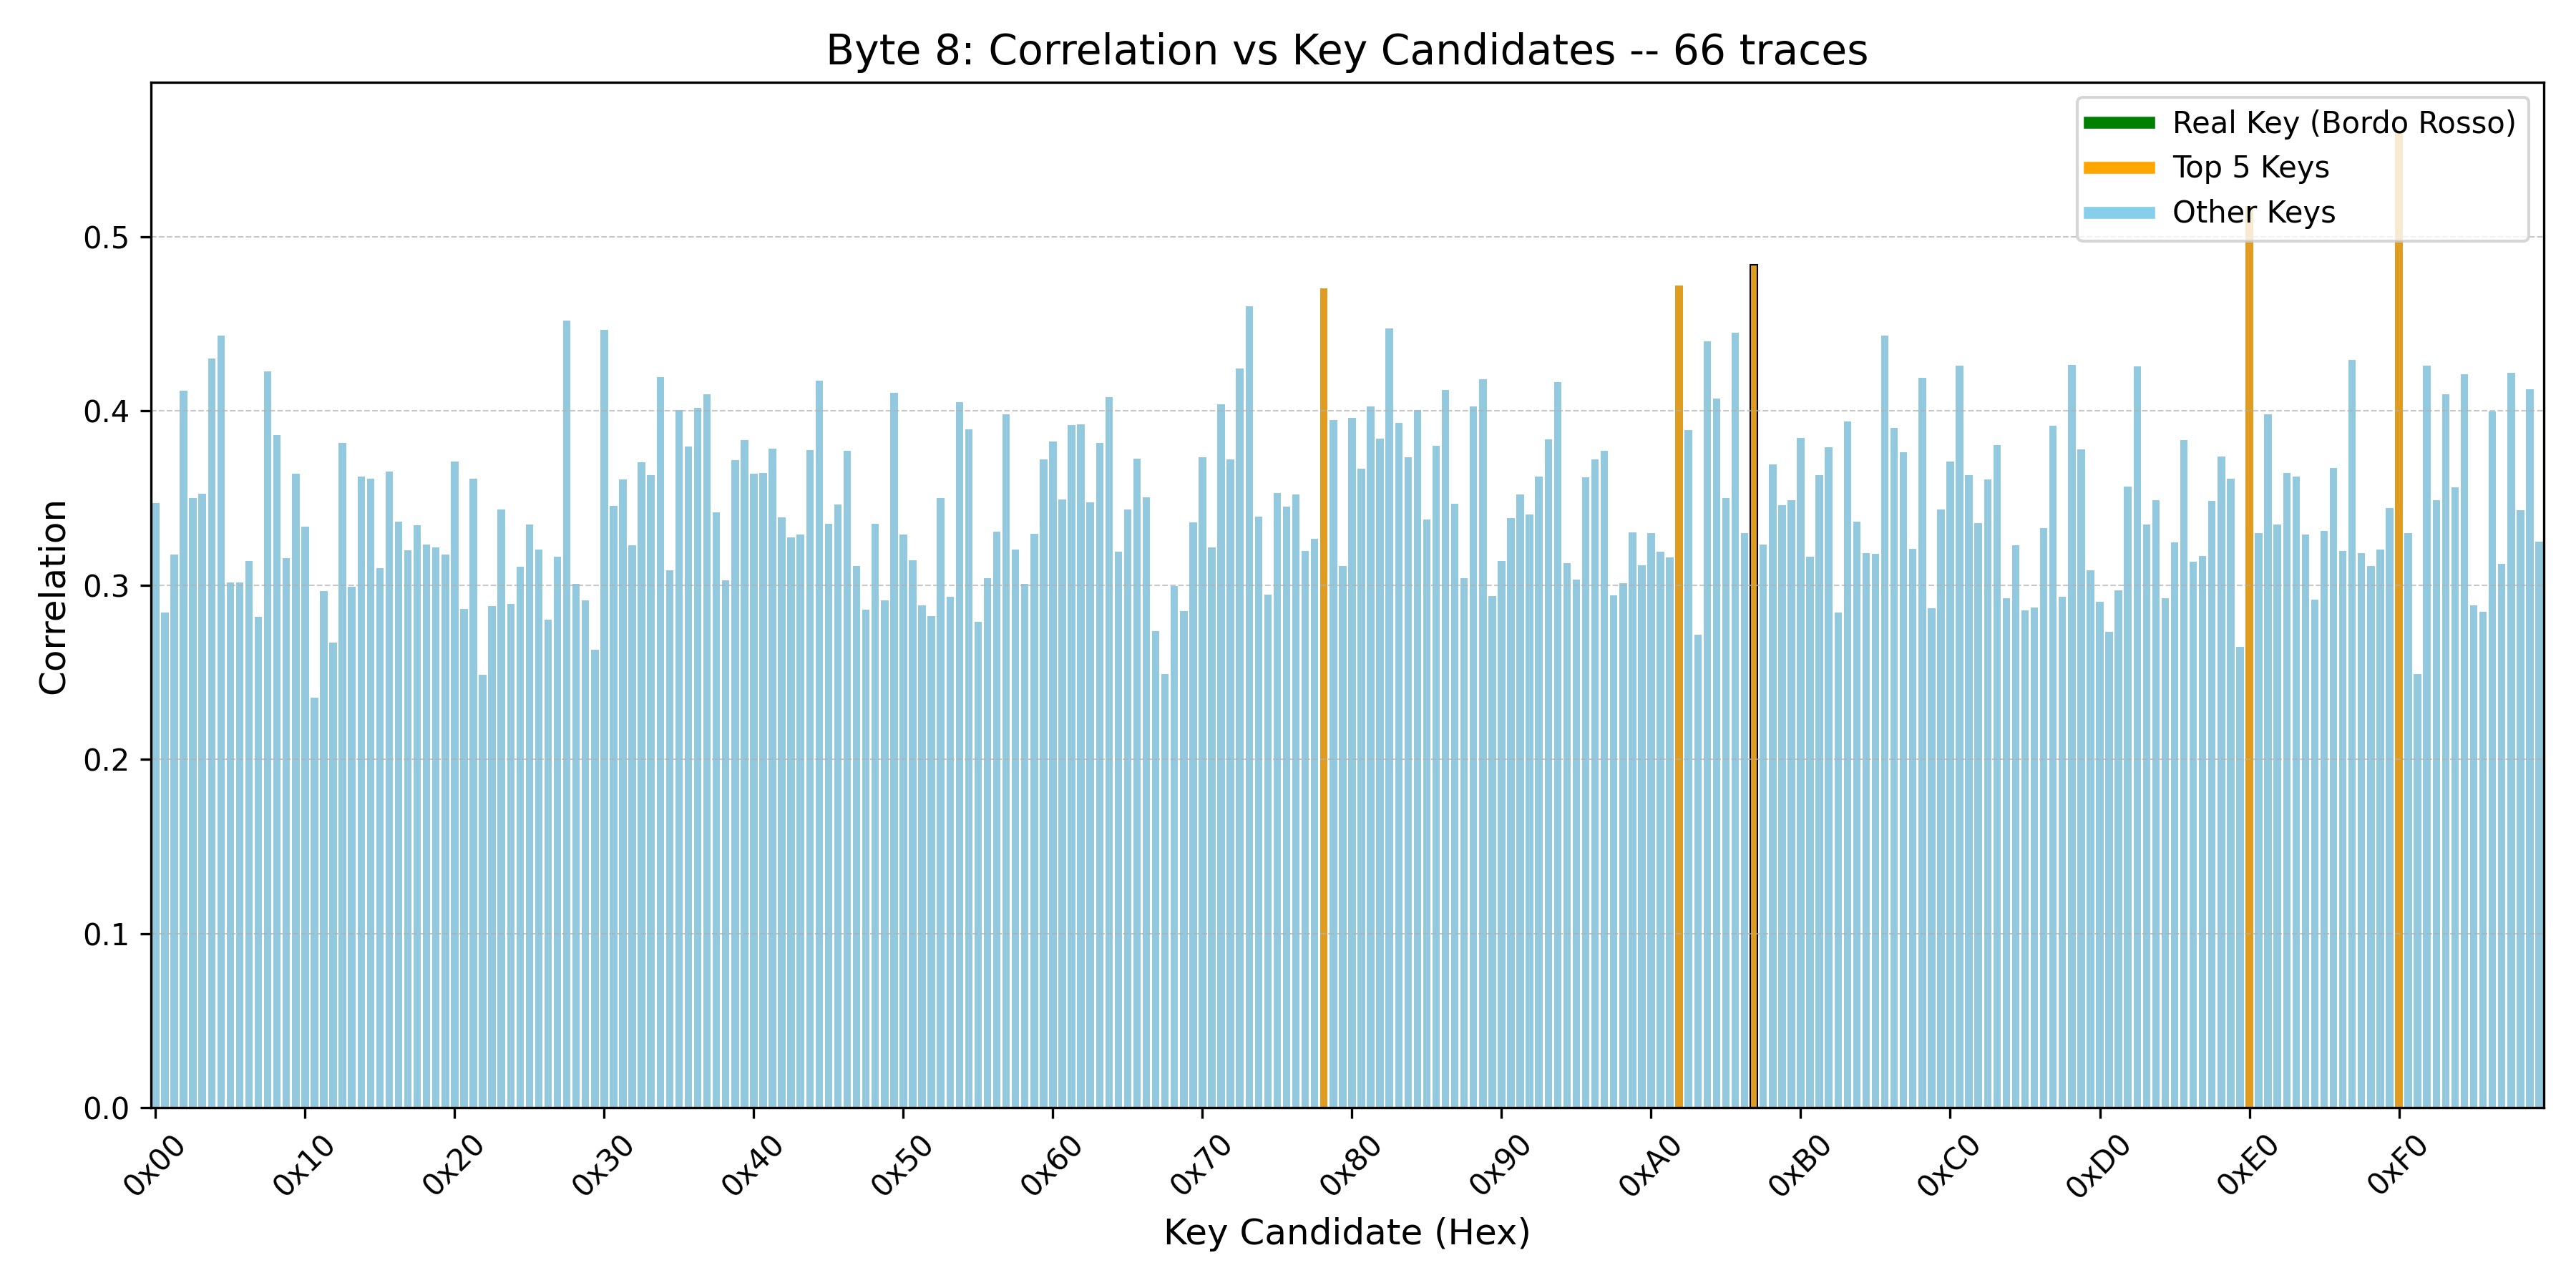 Byte 8: Correlation vs Key Candidates -- 66 traces
Real Key (Bordo Rosso)
Top 5 Keys
Other Keys
Correlation
0.5
0.4
0.3
0.2
0.1
0.0
0x00
0x10
0x20
0x30
0x40
0x50
0x60
0x70
0x80
0x90
0xA0
0xB0
0xC0
0xD0
0xE0
0xF0
Key Candidate (Hex)